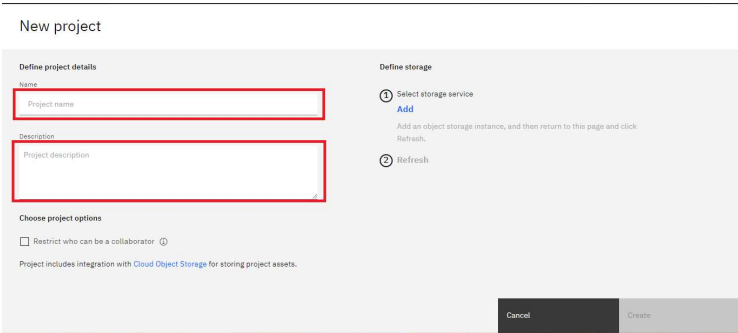 New project
Define project details
Name
Project name
Description
Project description
Choose project options
Restrict who can be a collaborator
Project includes integration with Cloud Object Storage for storing project assets.
Define storage
1 Select storage service
Add
Add an object storage instance, and then return to this page and click
Refresh.
2 Refresh
Cancel
Create